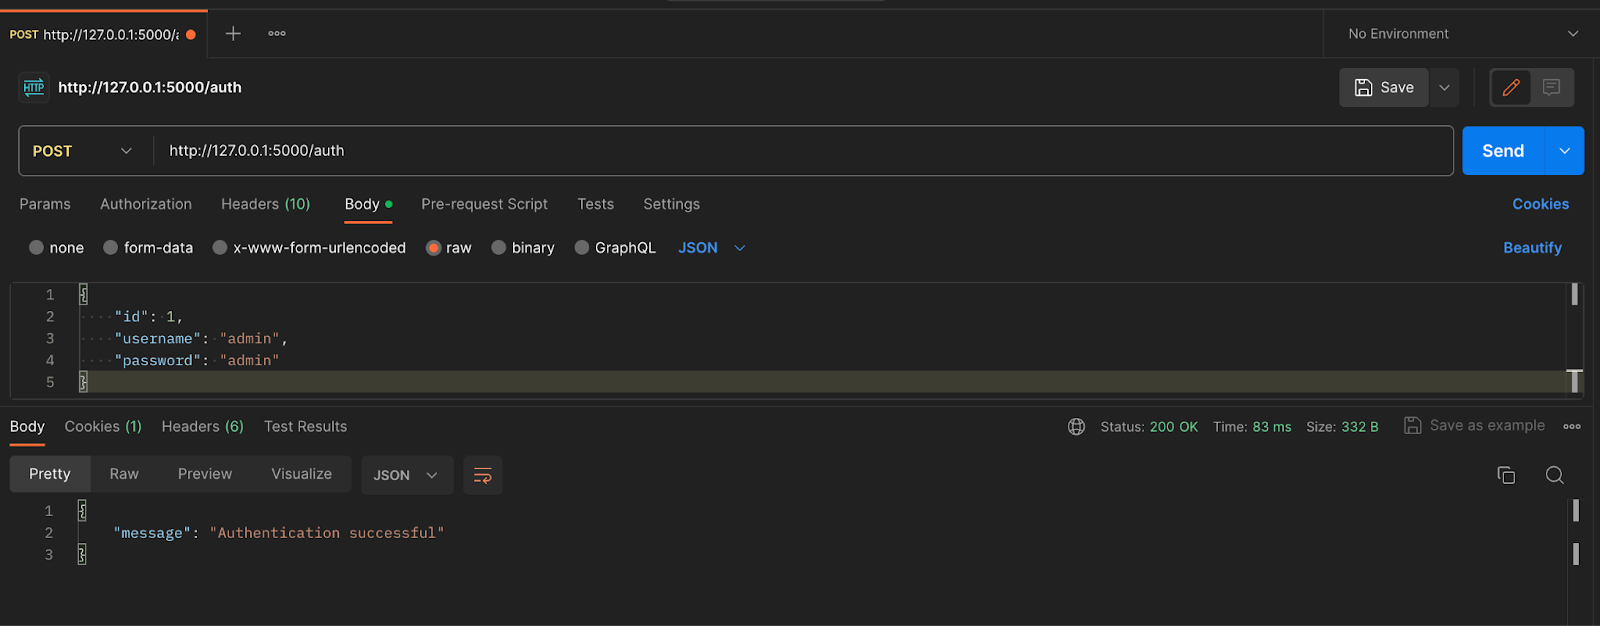 POST http://127.0.0.1:5000/a
No Environment
HTTP http://127.0.0.1:5000/auth
Save
POST http://127.0.0.1:5000/auth
Send
Params Authorization Headers (10) Body Pre-request Script Tests Settings Cookies
none form-data x-www-form-urlencoded raw binary GraphQL JSON Beautify
1 {
2 "id": 1,
3 "username": "admin",
4 "password": "admin"
5 }
Body Cookies (1) Headers (6) Test Results Status: 200 OK Time: 83 ms Size: 332 B Save as example
Pretty Raw Preview Visualize JSON
1 {
2 "message": "Authentication successful"
3 }